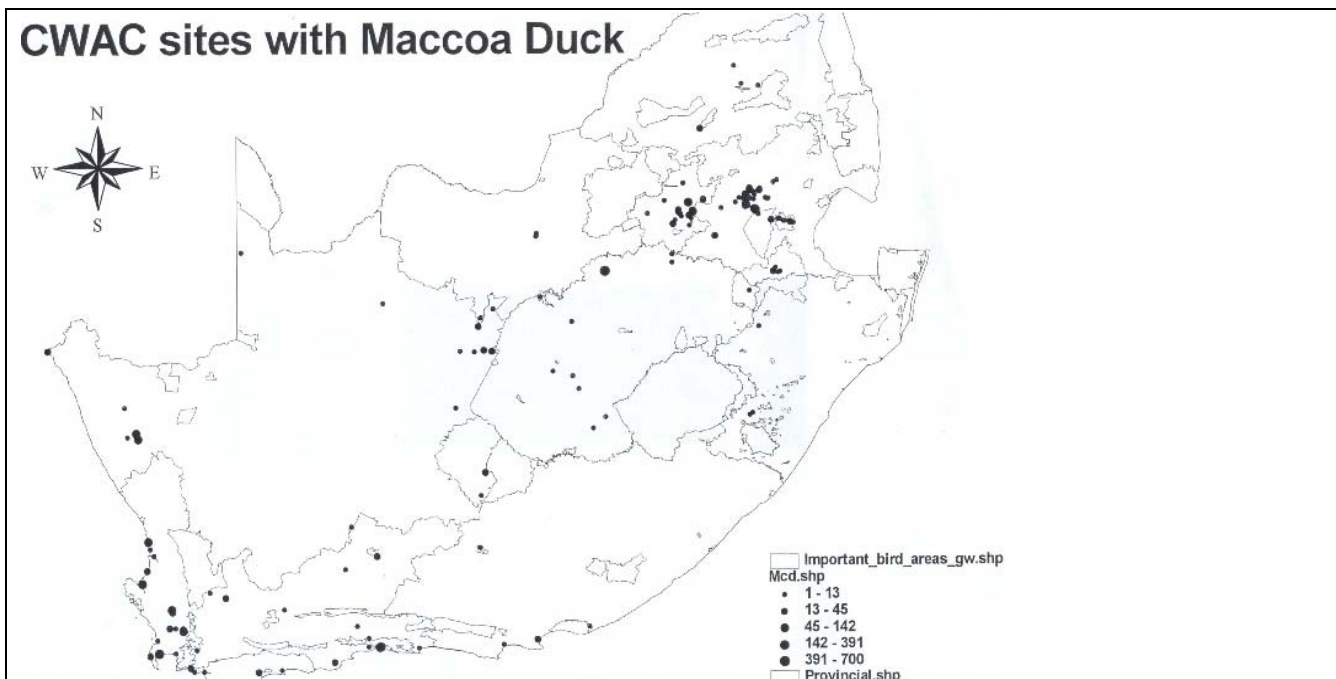 CWAC sites with Maccoa Duck
N
W
E
S
Important_bird_areas_gw.shp
Mcd.shp
1 - 13
13 - 45
45 - 142
142 - 391
391 - 700
Provincial.shp